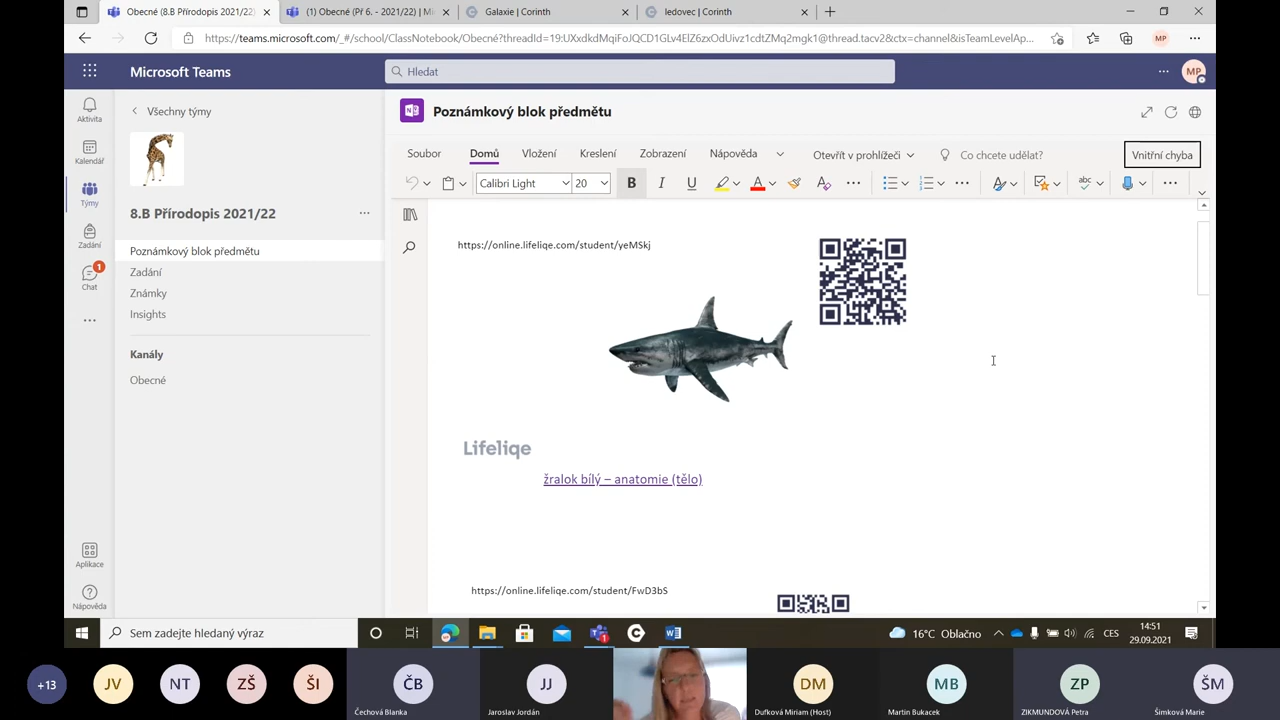 Obecné (8.B Přírodopis 2021/22)
(1) Obecné (Př 6. - 2021/22) | Mi
Galaxie | Corinth
ledovec | Corinth
https://teams.microsoft.com/_#/school/ClassNotebook/Obecné?threadId=19:UXxdkdMqiFoJQCD1GLv4ElZ6zxOdUivz1cdtZMq2mgk1@thread.tacv2&ctx=channel&isTeamLevelAp...
MP
Microsoft Teams
Hledat
MP
Aktivita
Kalendář
Týmy
Zadání
Chat
1
Aplikace
Nápověda
Všechny týmy
8.B Přírodopis 2021/22
Poznámkový blok předmětu
Zadání
Známky
Insights
Kanály
Obecné
Poznámkový blok předmětu
Soubor Domů Vložení Kreslení Zobrazení Nápověda Otevřít v prohlížeči Co chcete udělat? Vnitřní chyba
Calibri Light 20 B I U A abc
https://online.lifeliqe.com/student/yeMSkj
Lifeliqe
žralok bílý – anatomie (tělo)
https://online.lifeliqe.com/student/FwD3bS
Sem zadejte hledaný výraz
16°C Oblačno
CES
14:51
29.09.2021
+13
JV
NT
ZŠ
ŠI
ČB
Čechová Blanka
JJ
Jaroslav Jordán
DM
Dufková Miriam (Host)
MB
Martin Bukacek
ZP
ZIKMUNDOVÁ Petra
ŠM
Šimková Marie